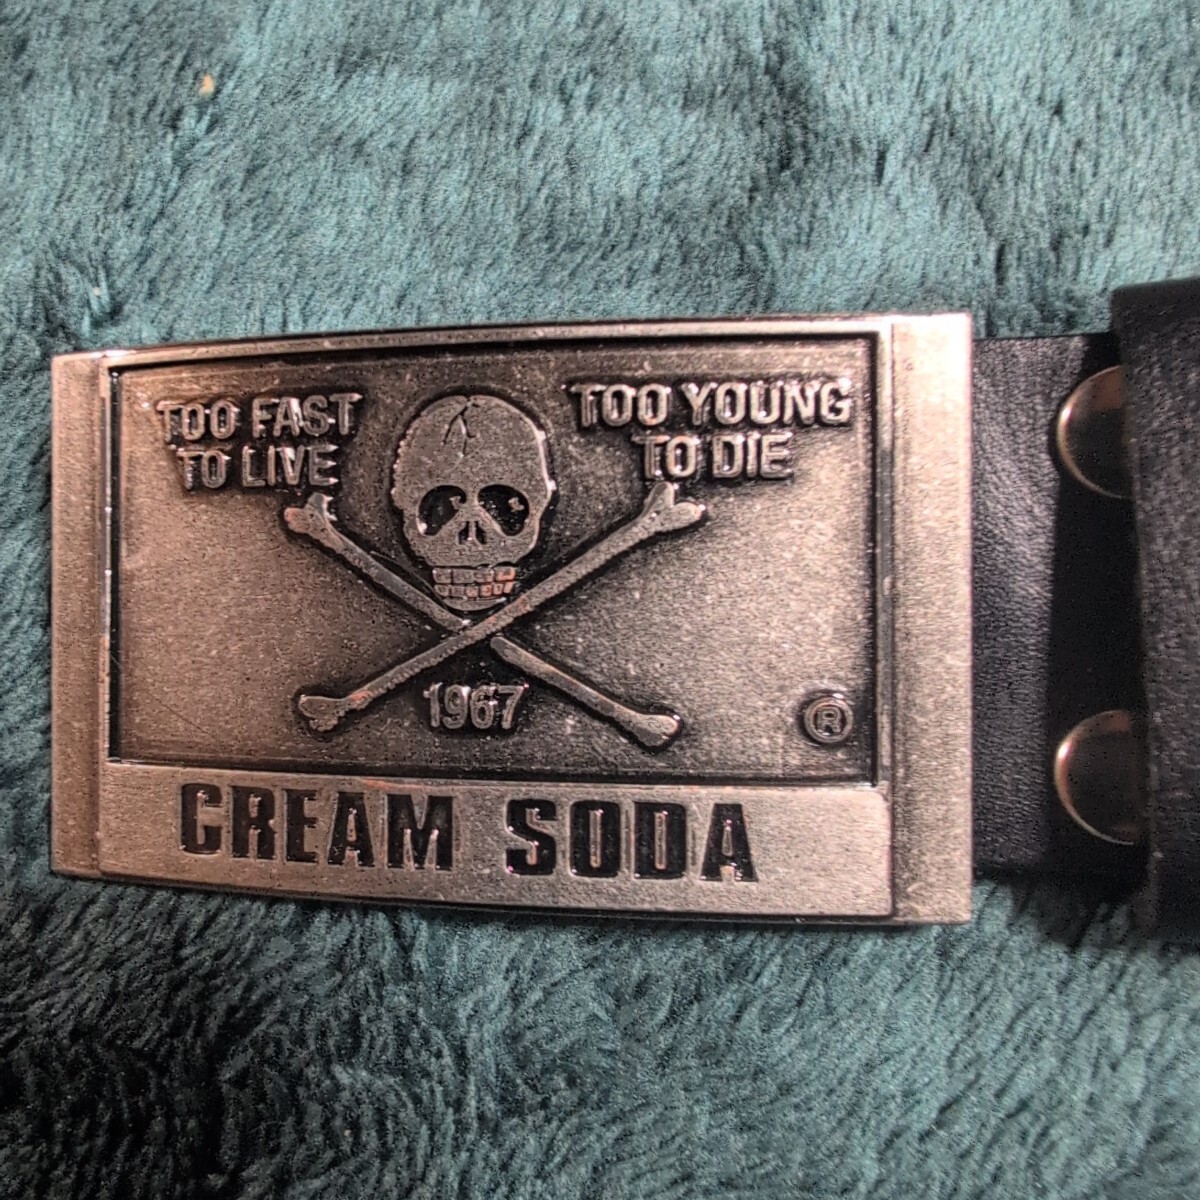 TOO FAST
TO LIVE
TOO YOUNG
TO DIE
1967
®
CREAM SODA